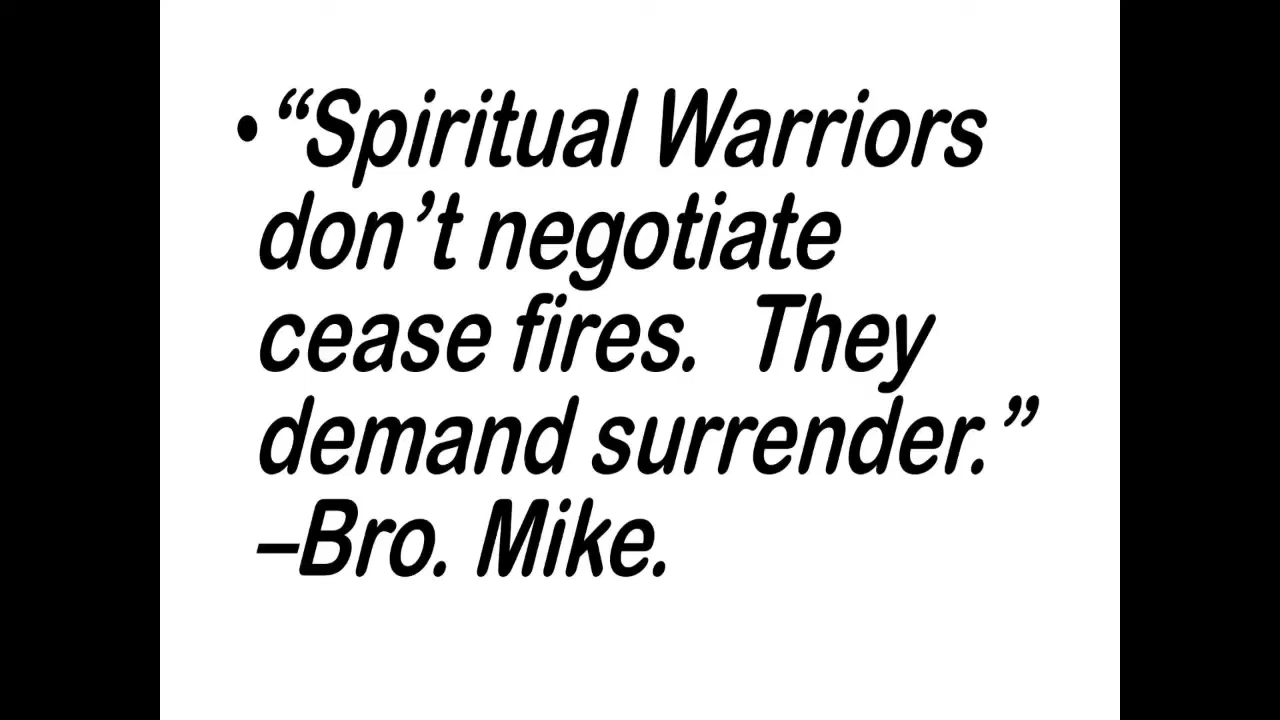 • “Spiritual Warriors
don’t negotiate
cease fires.  They
demand surrender.”
–Bro. Mike.